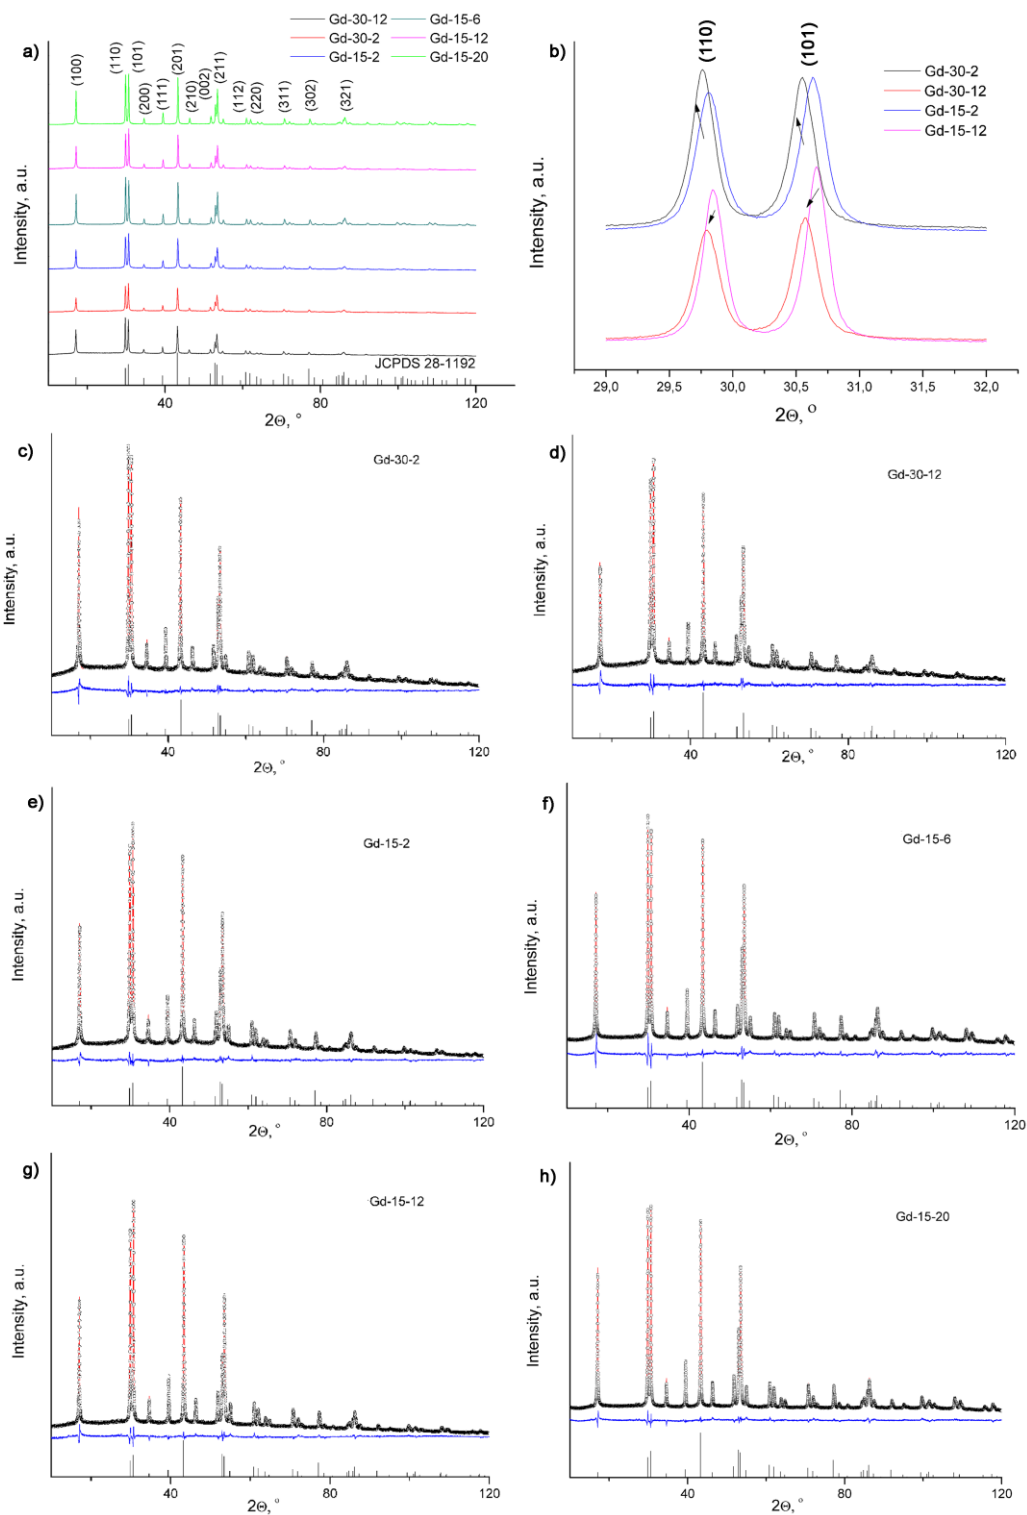 a)
Gd-30-12
Gd-30-2
Gd-15-2
Gd-15-6
Gd-15-12
Gd-15-20
(100)
(110)
(101)
(200)
(111)
(201)
(210)
(002)
(211)
(112)
(220)
(311)
(302)
(321)
JCPDS 28-1192
Intensity, a.u.
40 80 120
2Θ, °
b)
(110)
(101)
Gd-30-2
Gd-30-12
Gd-15-2
Gd-15-12
Intensity, a.u.
29,0 29,5 30,0 30,5 31,0 31,5 32,0
2Θ, °
c)
Gd-30-2
Intensity, a.u.
40 80 120
2Θ, °
d)
Gd-30-12
Intensity, a.u.
40 80 120
2Θ, °
e)
Gd-15-2
Intensity, a.u.
40 80 120
2Θ, °
f)
Gd-15-6
Intensity, a.u.
40 80 120
2Θ, °
g)
Gd-15-12
Intensity, a.u.
40 80 120
2Θ, °
h)
Gd-15-20
Intensity, a.u.
40 80 120
2Θ, °